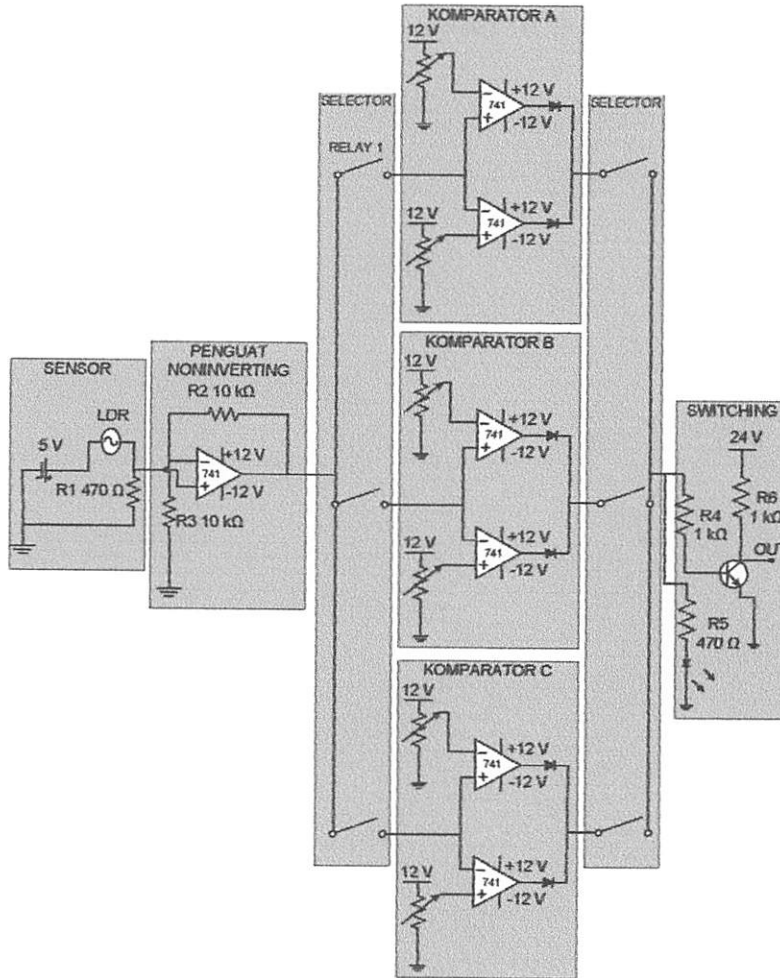 KOMPARATOR A
12 V
+12 V
741
-12 V
12 V
+12 V
741
-12 V
SELECTOR
RELAY 1
SELECTOR
KOMPARATOR B
12 V
+12 V
741
-12 V
12 V
+12 V
741
-12 V
SENSOR
LDR
5 V
R1 470 Ω
PENGUAT
NONINVERTING
R2 10 kΩ
+12 V
741
-12 V
R3 10 kΩ
SWITCHING
24 V
R6
1 kΩ
R4
1 kΩ
OUT
R5
470 Ω
KOMPARATOR C
12 V
+12 V
741
-12 V
12 V
+12 V
741
-12 V